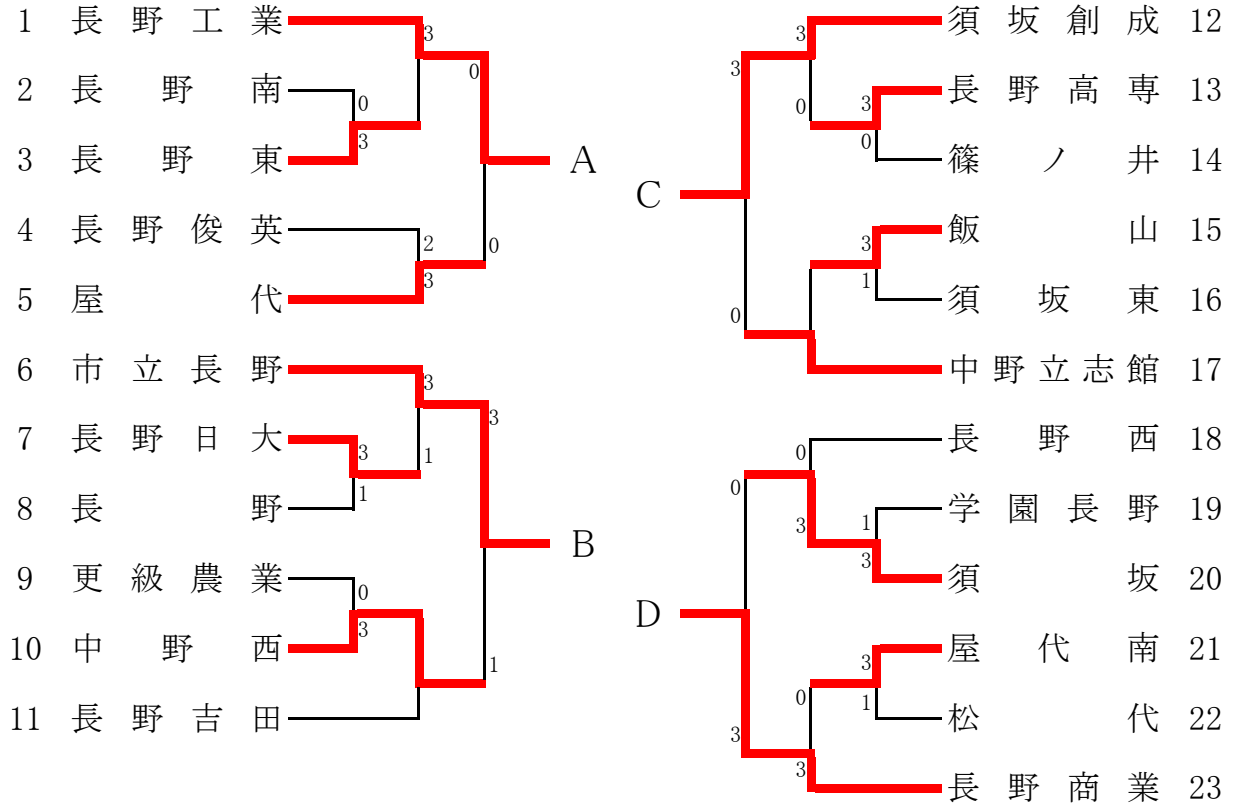 1 長野工業
2 長野南
3 長野東
4 長野俊英
5 屋代
6 市立長野
7 長野日大
8 長野
9 更級農業
10 中野西
11 長野吉田
3
0
0
3
2
3
0
A
3
3
1
3
1
0
3
1
B
須坂創成 12
長野高専 13
篠ノ井 14
飯山 15
須坂東 16
中野立志館 17
長野西 18
学園長野 19
須坂 20
屋代南 21
松代 22
長野商業 23
3
3
0
3
0
C
3
1
0
0
0
1
3
3
D
3
0
1
3
3